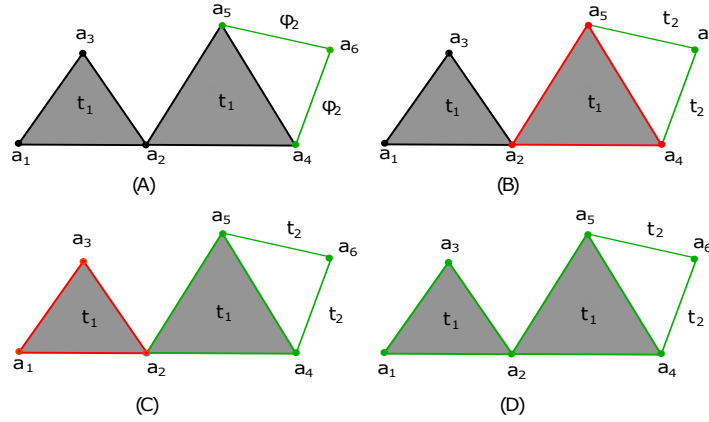 a₅ φ₂ a₆
a₃
t₁ t₁ φ₂
a₁ a₂ a₄
(A)
a₅ t₂ a
a₃
t₁ t₁ t₂
a₁ a₂ a₄
(B)
a₅ t₂ a₆
a₃
t₁ t₁ t₂
a₁ a₂ a₄
(C)
a₅ t₂ a₆
a₃
t₁ t₁ t₂
a₁ a₂ a₄
(D)